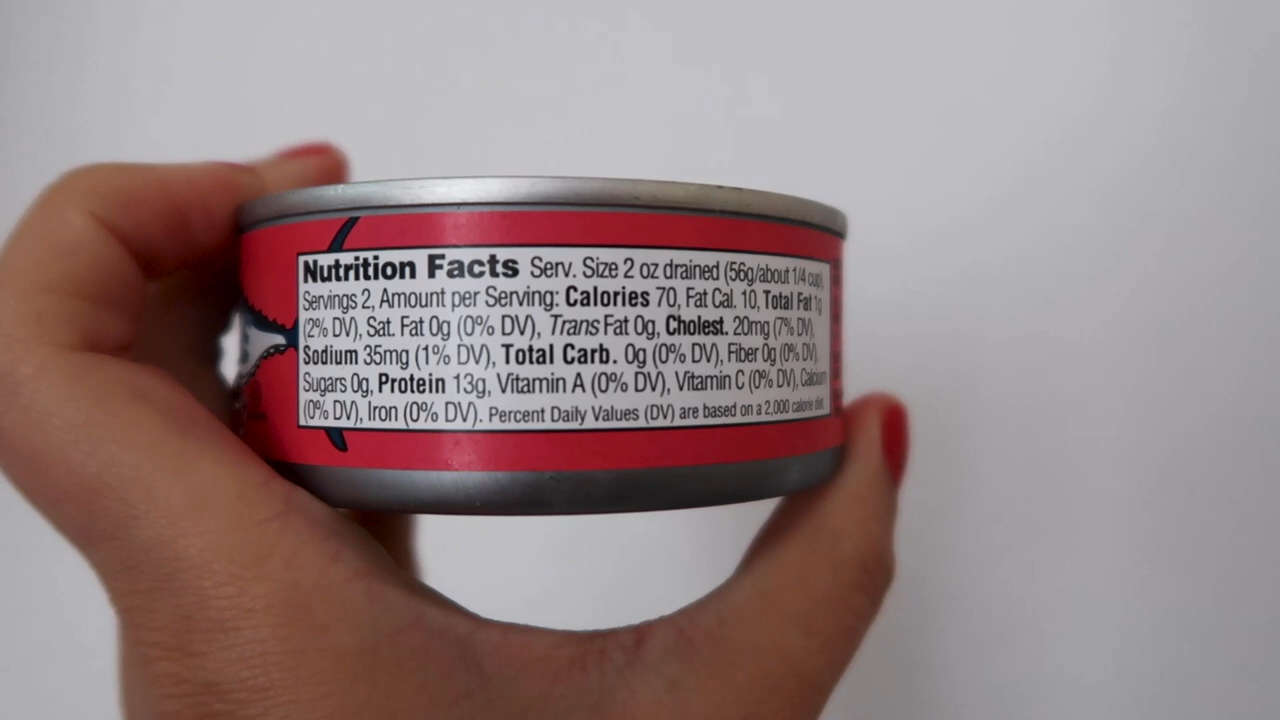 Nutrition Facts Serv. Size 2 oz drained (56g/about 1/4 cup),
Servings 2, Amount per Serving: Calories 70, Fat Cal. 10, Total Fat 1g
(2% DV), Sat. Fat 0g (0% DV), Trans Fat 0g, Cholest. 20mg (7% DV),
Sodium 35mg (1% DV), Total Carb. 0g (0% DV), Fiber 0g (0% DV),
Sugars 0g, Protein 13g, Vitamin A (0% DV), Vitamin C (0% DV), Calcium
(0% DV), Iron (0% DV). Percent Daily Values (DV) are based on a 2,000 calorie diet.